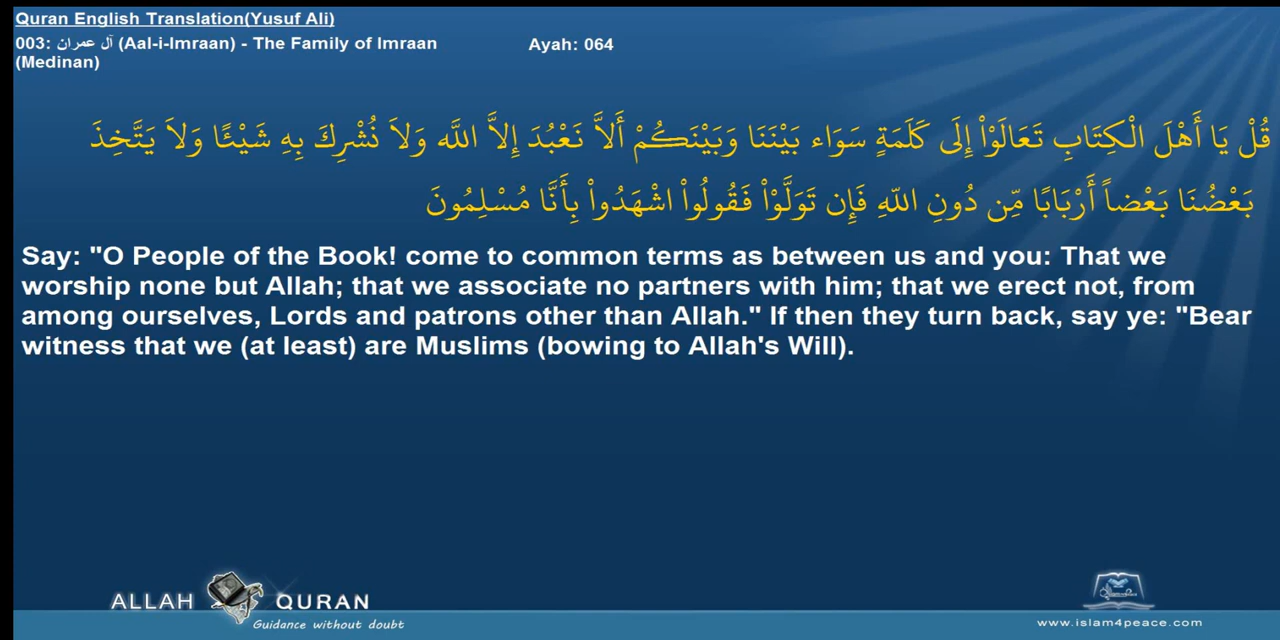 Quran English Translation(Yusuf Ali)
003: آل عمران (Aal-i-Imraan) - The Family of Imraan
(Medinan)
Ayah: 064
قُلْ يَا أَهْلَ الْكِتَابِ تَعَالَوْاْ إِلَى كَلَمَةٍ سَوَاء بَيْنَنَا وَبَيْنَكُمْ أَلاَّ نَعْبُدَ إِلاَّ اللّه وَلاَ نُشْرِكَ بِهِ شَيْئًا وَلاَ يَتَّخِذَ
بَعْضُنَا بَعْضاً أَرْبَابًا مِّن دُونِ اللّهِ فَإِن تَوَلَّوْاْ فَقُولُواْ اشْهَدُواْ بِأَنَّا مُسْلِمُونَ
Say: "O People of the Book! come to common terms as between us and you: That we
worship none but Allah; that we associate no partners with him; that we erect not, from
among ourselves, Lords and patrons other than Allah." If then they turn back, say ye: "Bear
witness that we (at least) are Muslims (bowing to Allah's Will).
ALLAH QURAN
Guidance without doubt
www.islam4peace.com